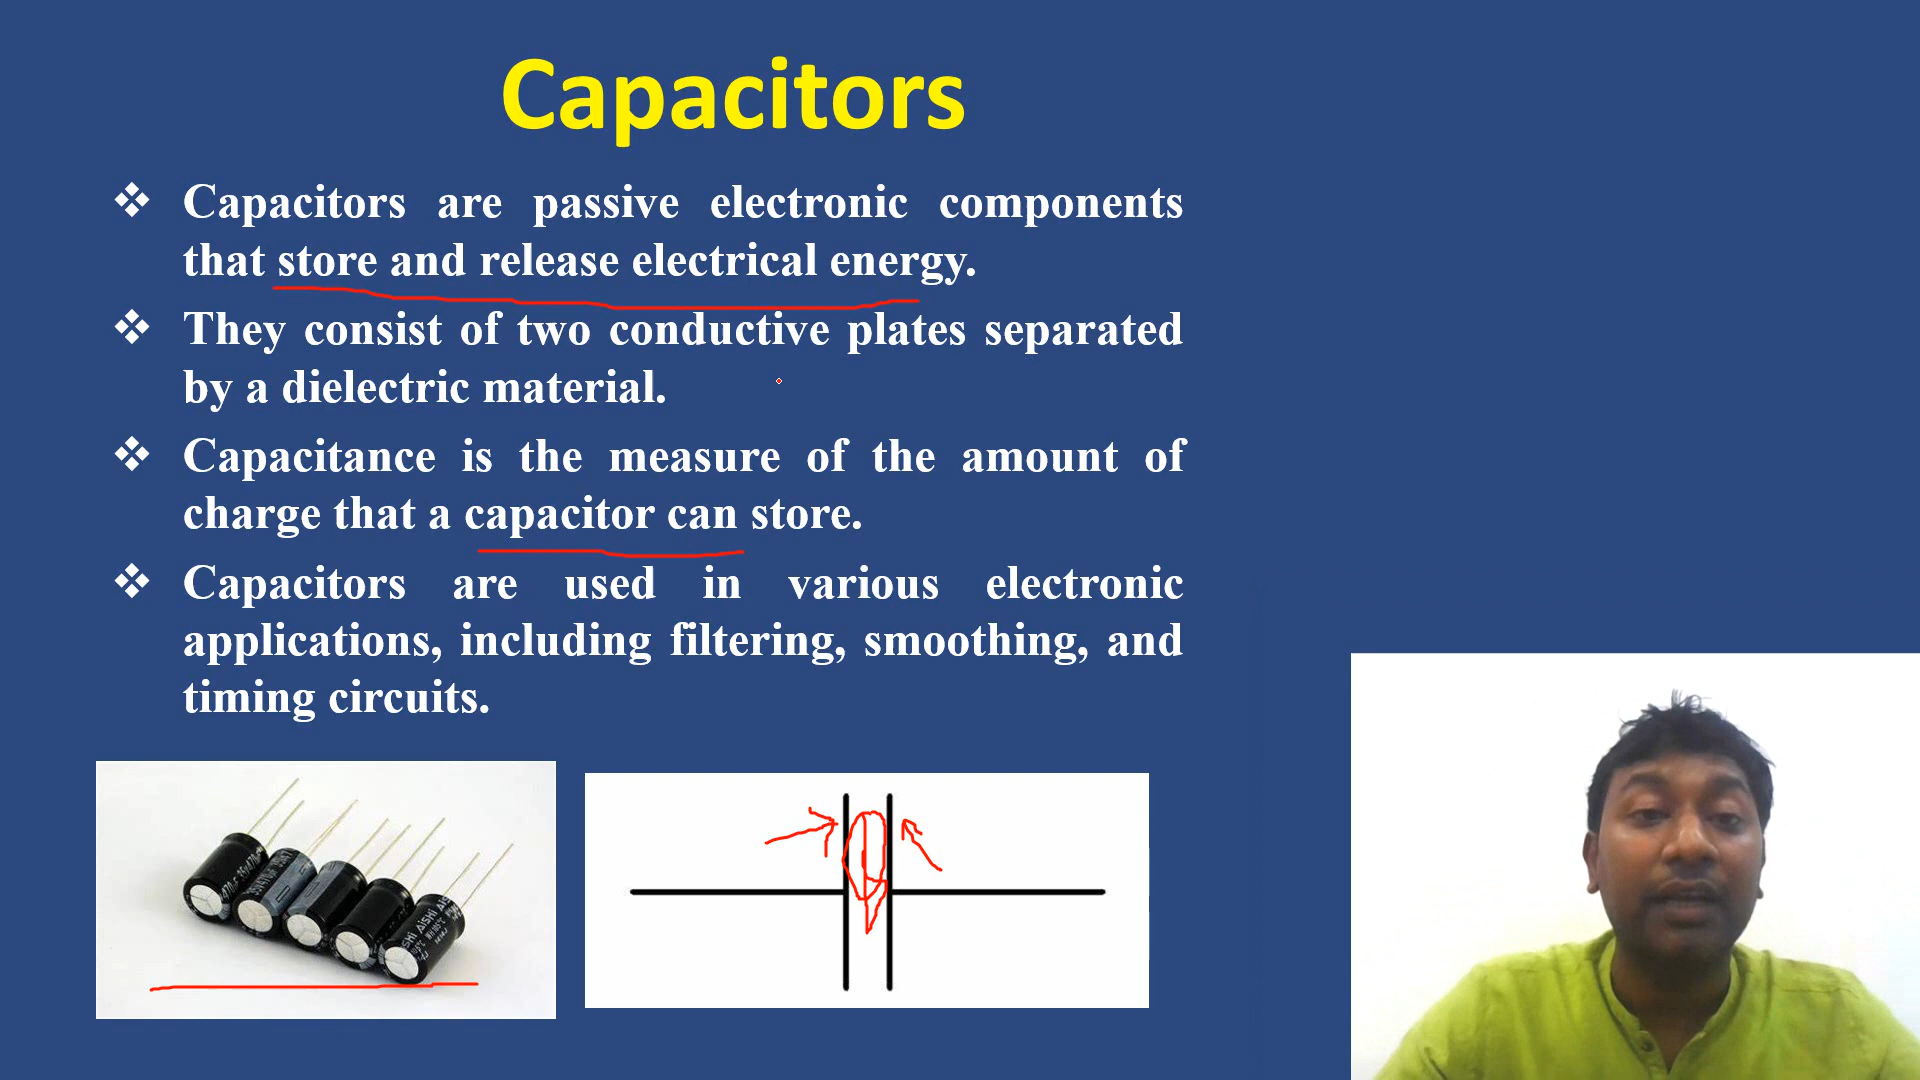 Capacitors
❖ Capacitors are passive electronic components
that store and release electrical energy.
❖ They consist of two conductive plates separated
by a dielectric material.
❖ Capacitance is the measure of the amount of
charge that a capacitor can store.
❖ Capacitors are used in various electronic
applications, including filtering, smoothing, and
timing circuits.